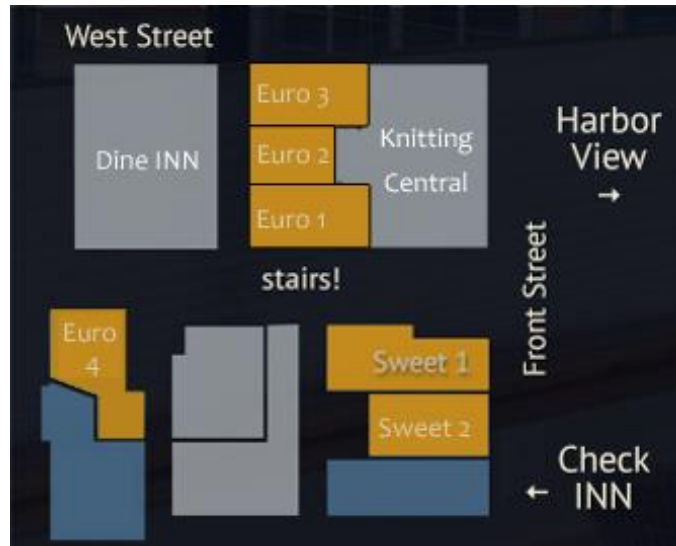 West Street
Euro 3
Dine INN
Euro 2
Knitting
Central
Euro 1
Harbor
View
→
stairs!
Front Street
Euro
4
Sweet 1
Sweet 2
Check
← INN